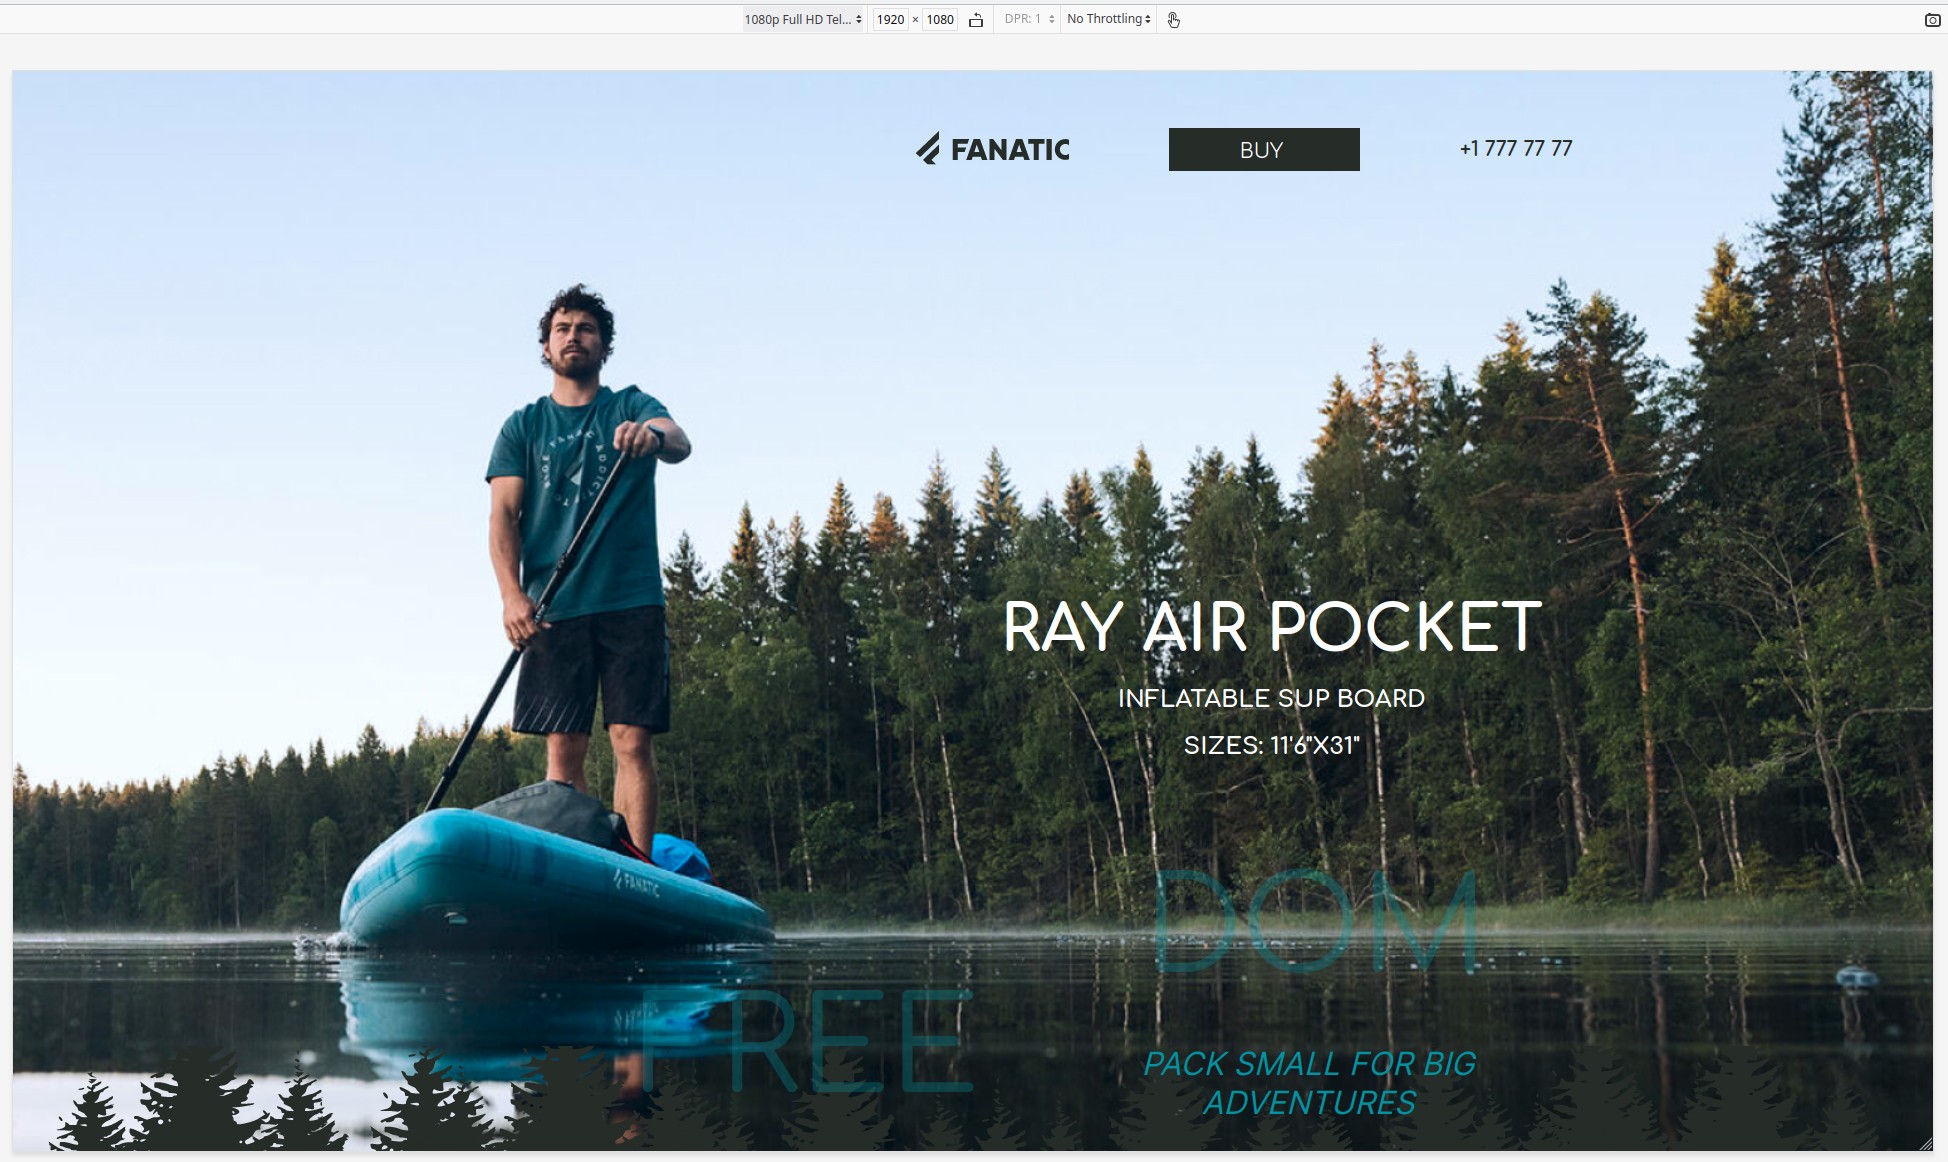 1080p Full HD Tel... 1920 × 1080 DPR: 1 No Throttling
FANATIC BUY +1 777 77 77
RAY AIR POCKET
INFLATABLE SUP BOARD
SIZES: 11'6"X31"
FANATIC
DOM
FREE
PACK SMALL FOR BIG
ADVENTURES